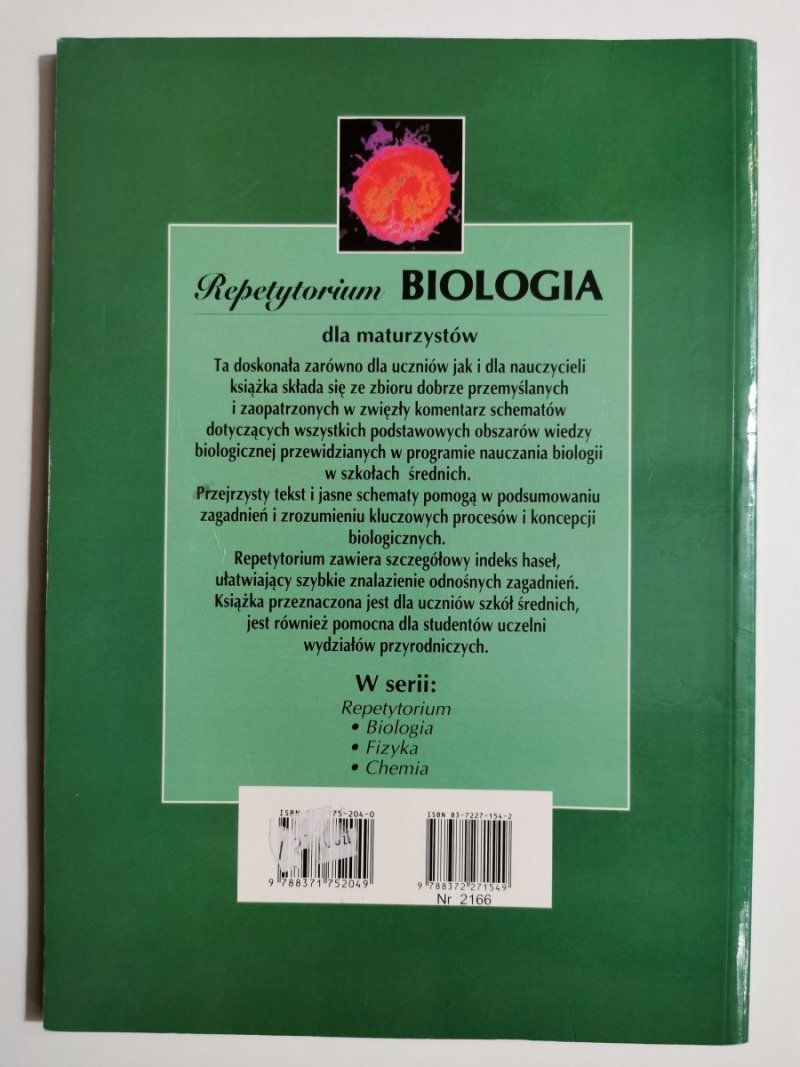 Repetytorium BIOLOGIA
dla maturzystów
Ta doskonała zarówno dla uczniów jak i dla nauczycieli
książka składa się ze zbioru dobrze przemyślanych
i zaopatrzonych w zwięzły komentarz schematów
dotyczących wszystkich podstawowych obszarów wiedzy
biologicznej przewidzianych w programie nauczania biologii
w szkołach średnich.
Przejrzysty tekst i jasne schematy pomogą w podsumowaniu
zagadnień i zrozumieniu kluczowych procesów i koncepcji
biologicznych.
Repetytorium zawiera szczegółowy indeks haseł,
ułatwiający szybkie znalazienie odnośnych zagadnień.
Książka przeznaczona jest dla uczniów szkół średnich,
jest również pomocna dla studentów uczelni
wydziałów przyrodniczych.
W serii:
Repetytorium
• Biologia
• Fizyka
• Chemia
ISBN 75-204-0
9 788371 752049
ISBN 83-7227-154-2
9 788372 271549
Nr 2166